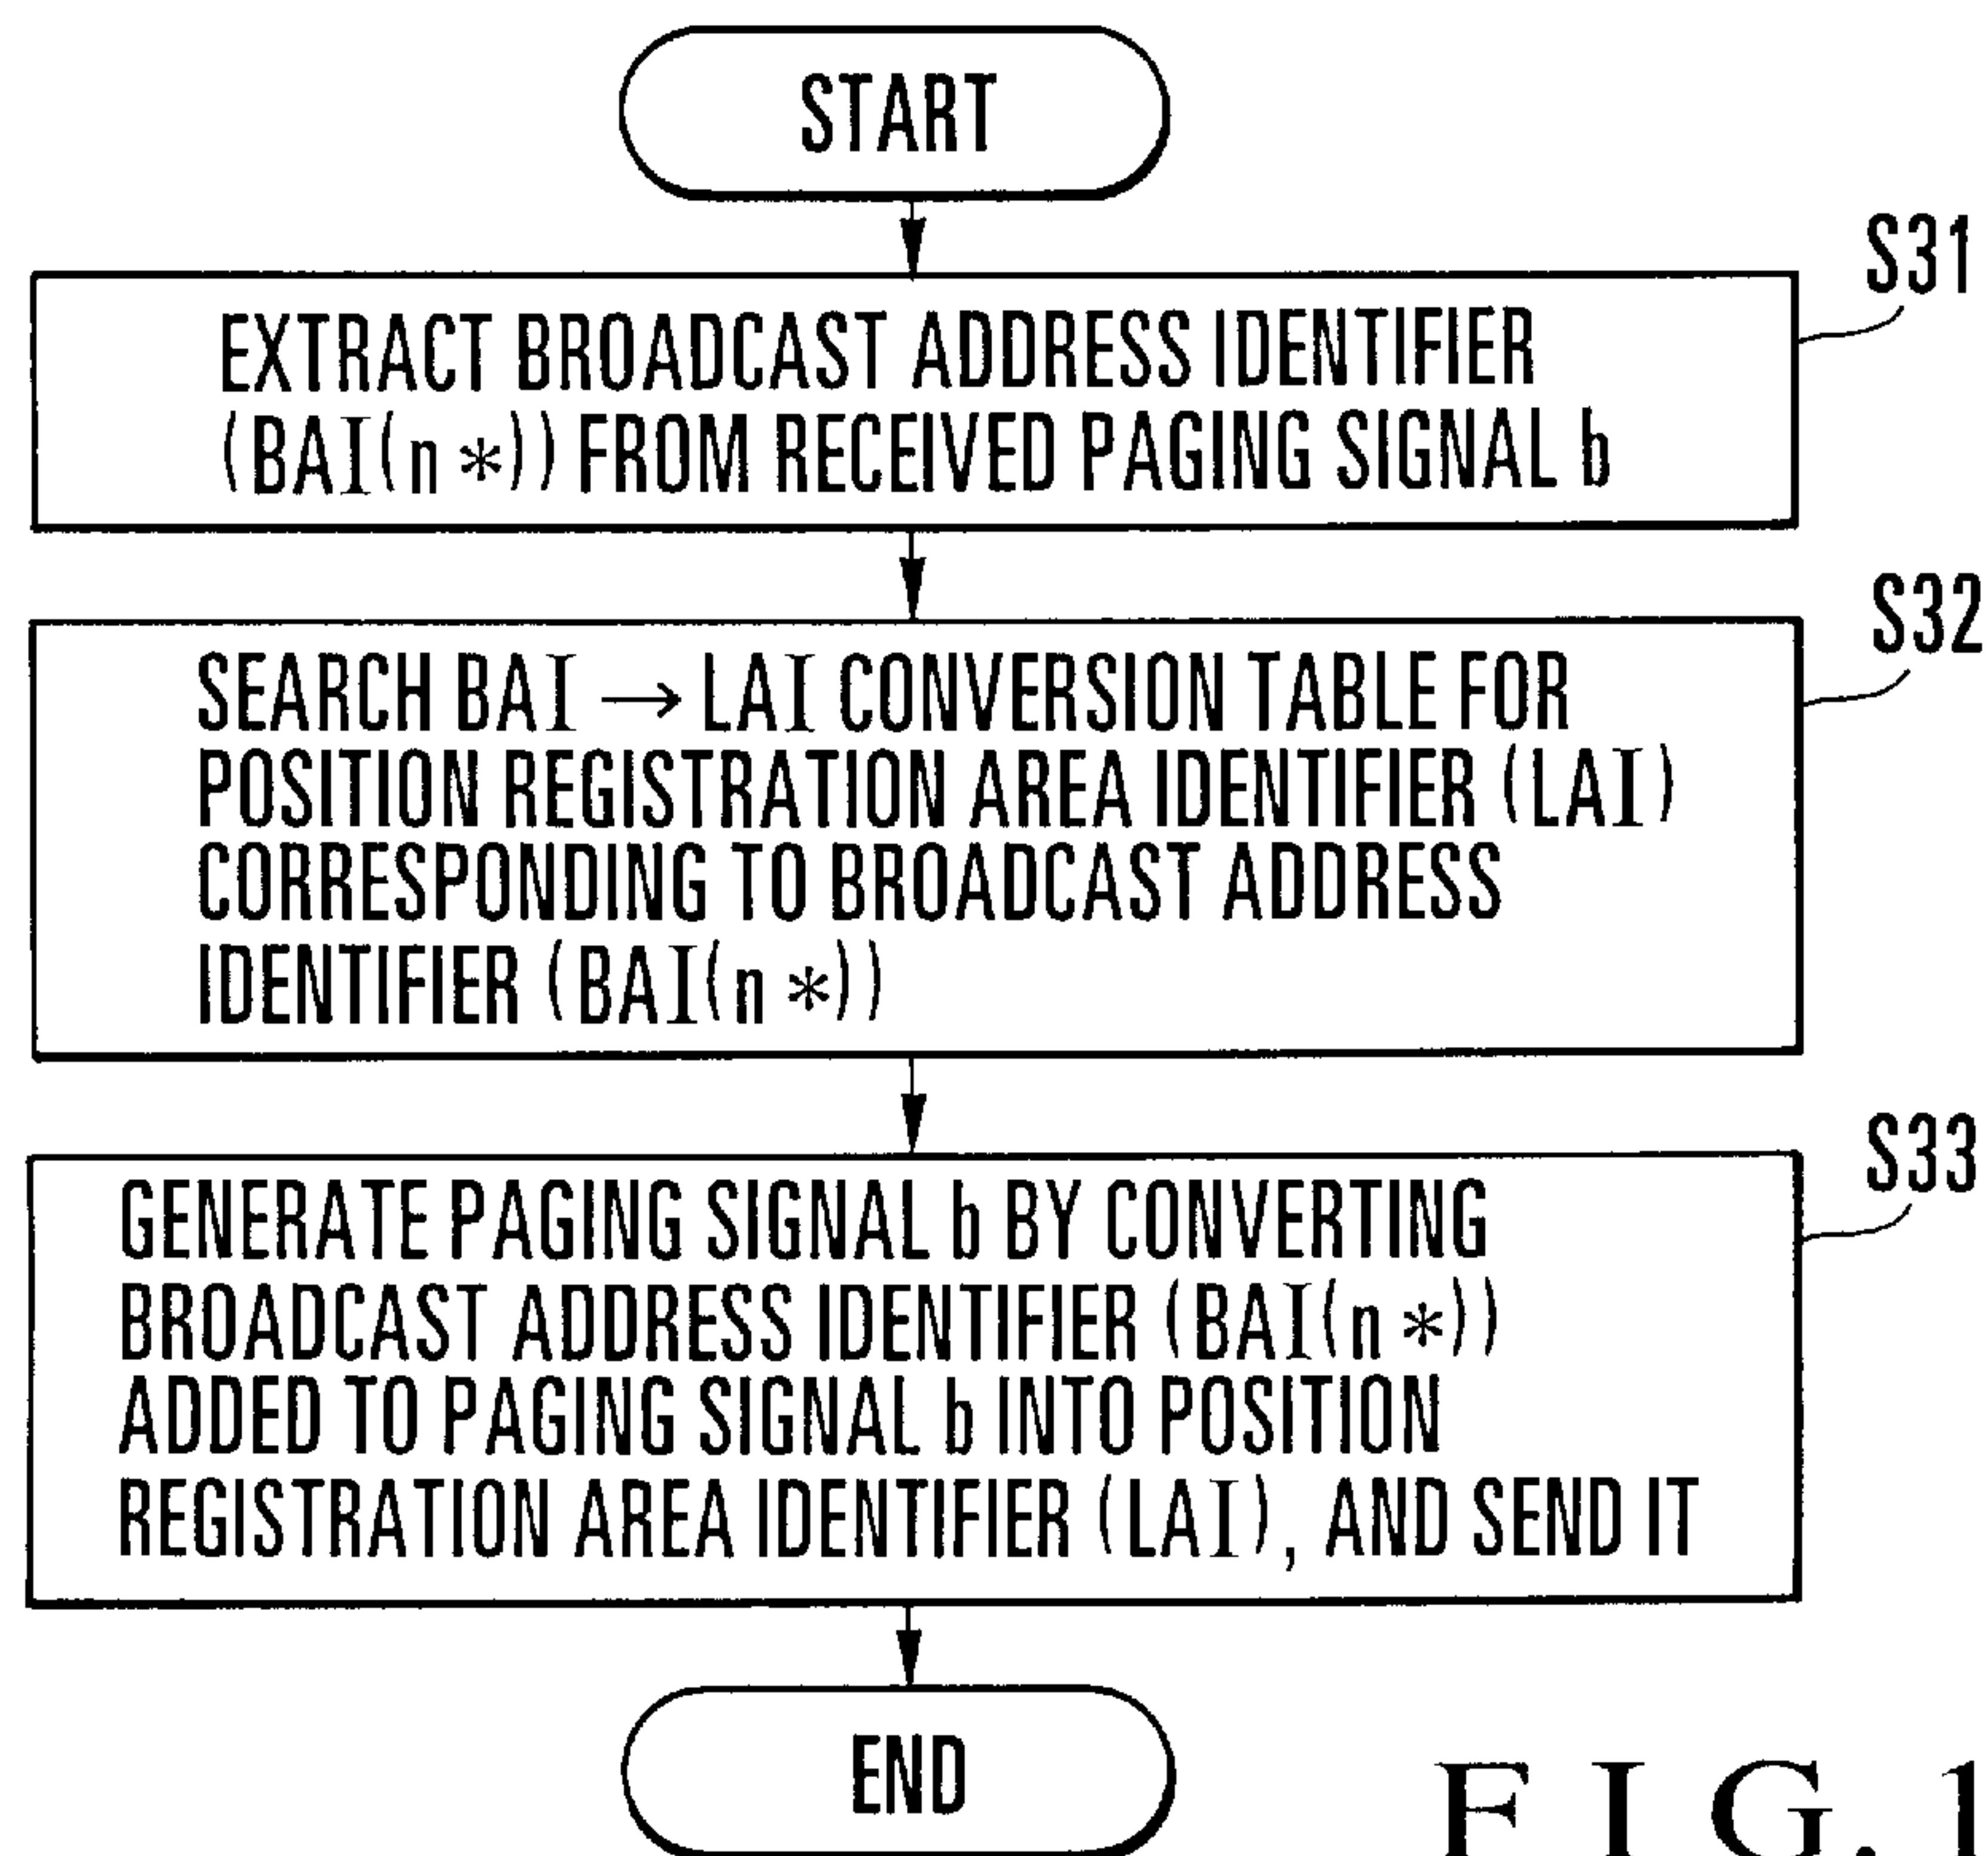 START
S31
EXTRACT BROADCAST ADDRESS IDENTIFIER
(BAI(n *)) FROM RECEIVED PAGING SIGNAL b
S32
SEARCH BAI → LAI CONVERSION TABLE FOR
POSITION REGISTRATION AREA IDENTIFIER (LAI)
CORRESPONDING TO BROADCAST ADDRESS
IDENTIFIER (BAI(n *))
S33
GENERATE PAGING SIGNAL b BY CONVERTING
BROADCAST ADDRESS IDENTIFIER (BAI(n *))
ADDED TO PAGING SIGNAL b INTO POSITION
REGISTRATION AREA IDENTIFIER (LAI), AND SEND IT
END
FIG. 1